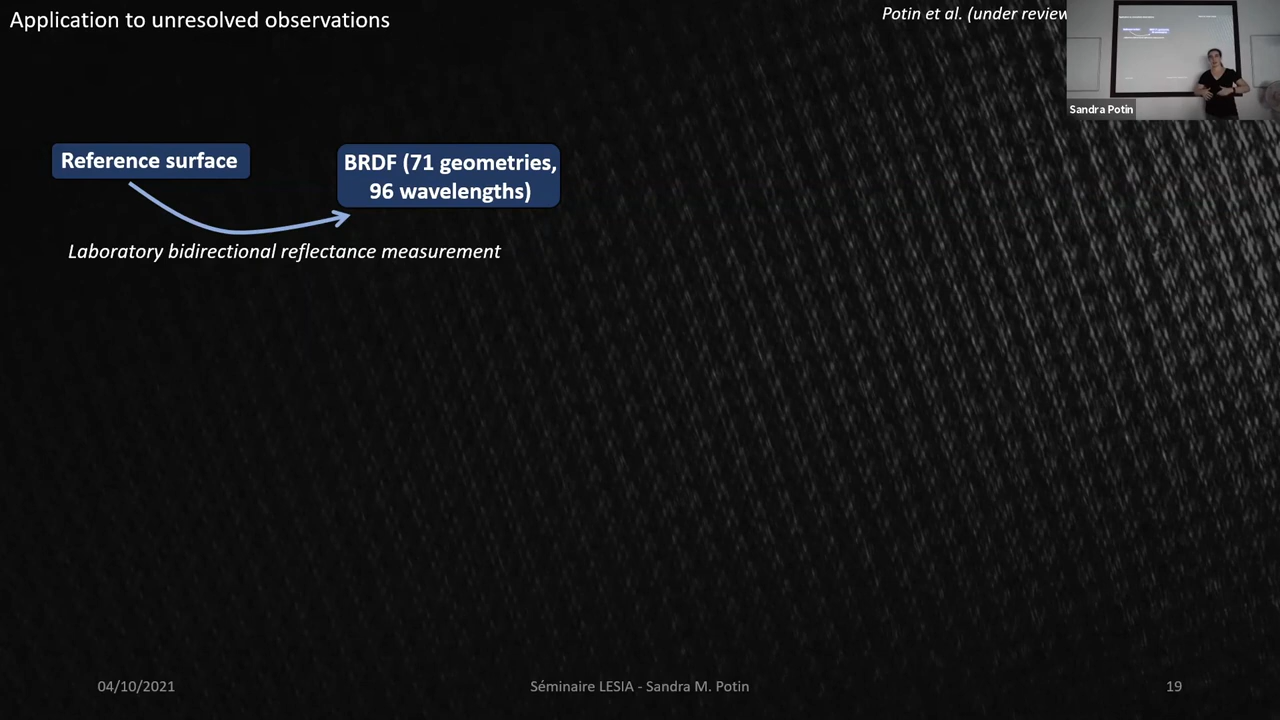 Application to unresolved observations
Potin et al. (under review
Sandra Potin
Reference surface
BRDF (71 geometries,
96 wavelengths)
Laboratory bidirectional reflectance measurement
04/10/2021
Séminaire LESIA - Sandra M. Potin
19